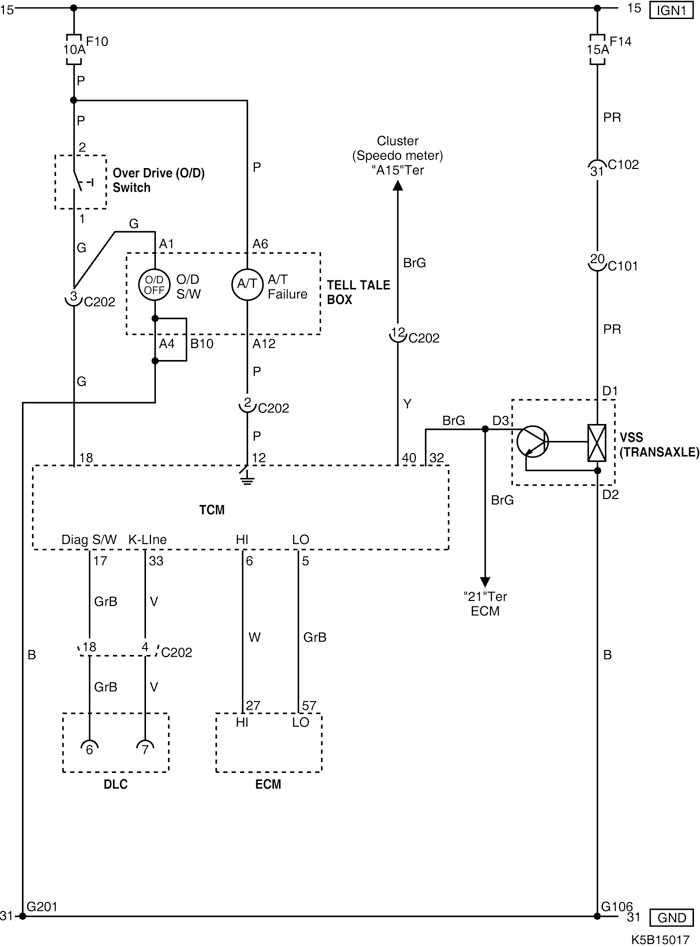 15
15 IGN1
F10
10A
F14
15A
P
P
2
Over Drive (O/D)
Switch
1
G
G
P
Cluster
(Speedo meter)
"A15"Ter
PR
C102
31
20
C101
PR
A1
A6
O/D
OFF
O/D
S/W
A/T
A/T
Failure
TELL TALE
BOX
BrG
3
C202
A4
B10
A12
12
C202
G
P
2
C202
P
Y
D1
BrG
D3
VSS
(TRANSAXLE)
D2
BrG
18
12
40
32
TCM
Diag S/W
K-LIne
HI
LO
17
33
6
5
"21"Ter
ECM
GrB
V
W
GrB
B
B
18
4
C202
GrB
V
27
57
HI
LO
6
7
DLC
ECM
G201
G106
31
31 GND
K5B15017